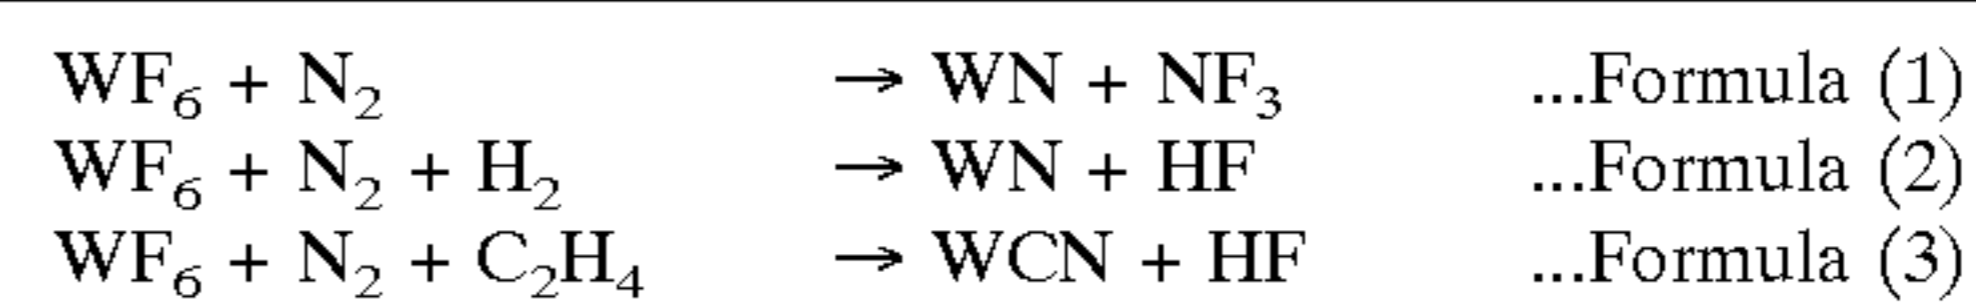 WF₆ + N₂ → WN + NF₃ ...Formula (1)
WF₆ + N₂ + H₂ → WN + HF ...Formula (2)
WF₆ + N₂ + C₂H₄ → WCN + HF ...Formula (3)